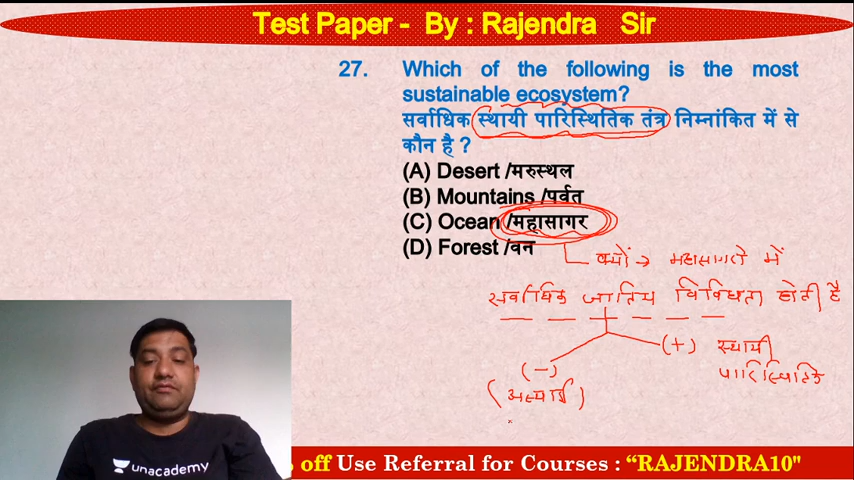 Test Paper - By : Rajendra Sir
27. Which of the following is the most
sustainable ecosystem?
सर्वाधिक स्थायी पारिस्थितिक तंत्र निम्नांकित में से
कौन है ?
(A) Desert /मरुस्थल
(B) Mountains /पर्वत
(C) Ocean /महासागर
(D) Forest /वन
क्यों → महासागरो में
सर्वाधिक जातिय विविधता होती है
(+) स्थायी
पारिस्थितिक
(-)
(अस्थाई)
unacademy
off Use Referral for Courses : “RAJENDRA10"